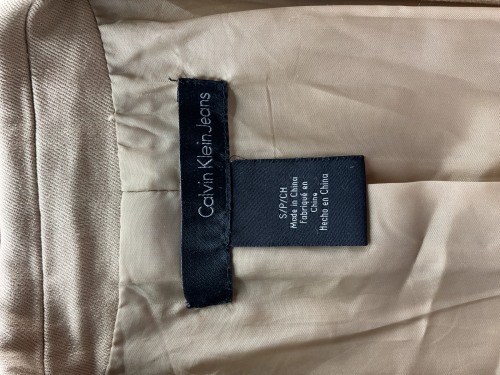 Calvin Klein Jeans
S/P/CH
Made in China
Fabriqué en
Chine
Hecho en China